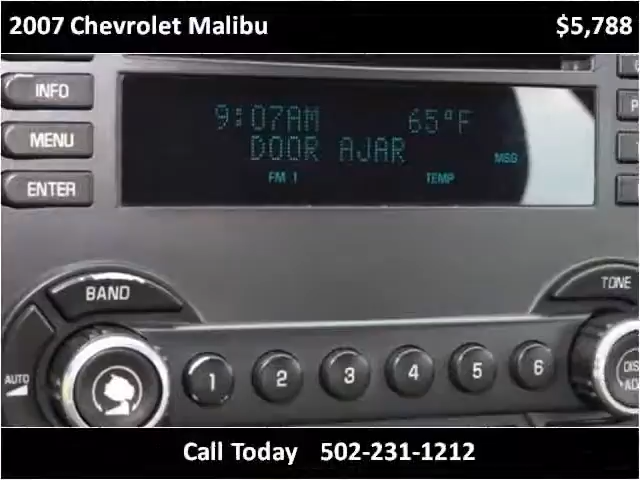 2007 Chevrolet Malibu $5,788
INFO
MENU
ENTER
9:07AM 65°F
DOOR AJAR
MSG
FM 1 TEMP
BAND
TONE
AUTO
1 2 3 4 5 6
Call Today 502-231-1212